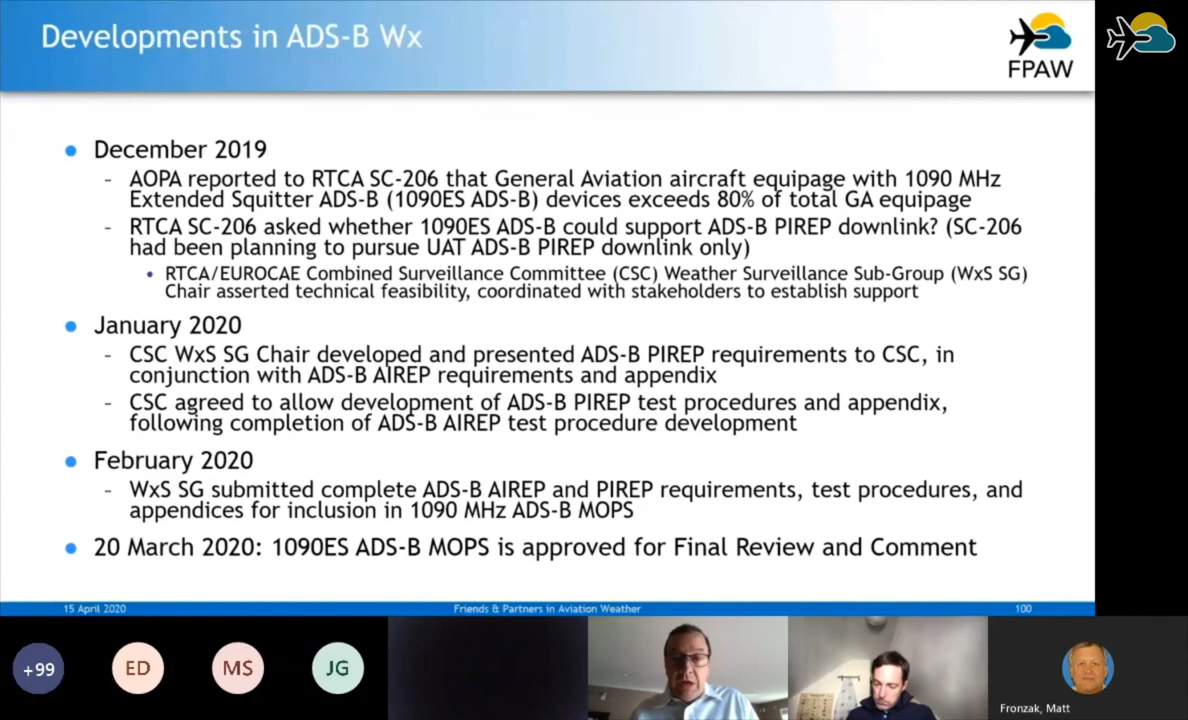 Developments in ADS-B Wx
FPAW
● December 2019
- AOPA reported to RTCA SC-206 that General Aviation aircraft equipage with 1090 MHz
Extended Squitter ADS-B (1090ES ADS-B) devices exceeds 80% of total GA equipage
- RTCA SC-206 asked whether 1090ES ADS-B could support ADS-B PIREP downlink? (SC-206
had been planning to pursue UAT ADS-B PIREP downlink only)
• RTCA/EUROCAE Combined Surveillance Committee (CSC) Weather Surveillance Sub-Group (WxS SG)
Chair asserted technical feasibility, coordinated with stakeholders to establish support
● January 2020
- CSC WxS SG Chair developed and presented ADS-B PIREP requirements to CSC, in
conjunction with ADS-B AIREP requirements and appendix
- CSC agreed to allow development of ADS-B PIREP test procedures and appendix,
following completion of ADS-B AIREP test procedure development
● February 2020
- WxS SG submitted complete ADS-B AIREP and PIREP requirements, test procedures, and
appendices for inclusion in 1090 MHz ADS-B MOPS
● 20 March 2020: 1090ES ADS-B MOPS is approved for Final Review and Comment
15 April 2020
Friends & Partners in Aviation Weather
100
+99
ED
MS
JG
Fronzak, Matt